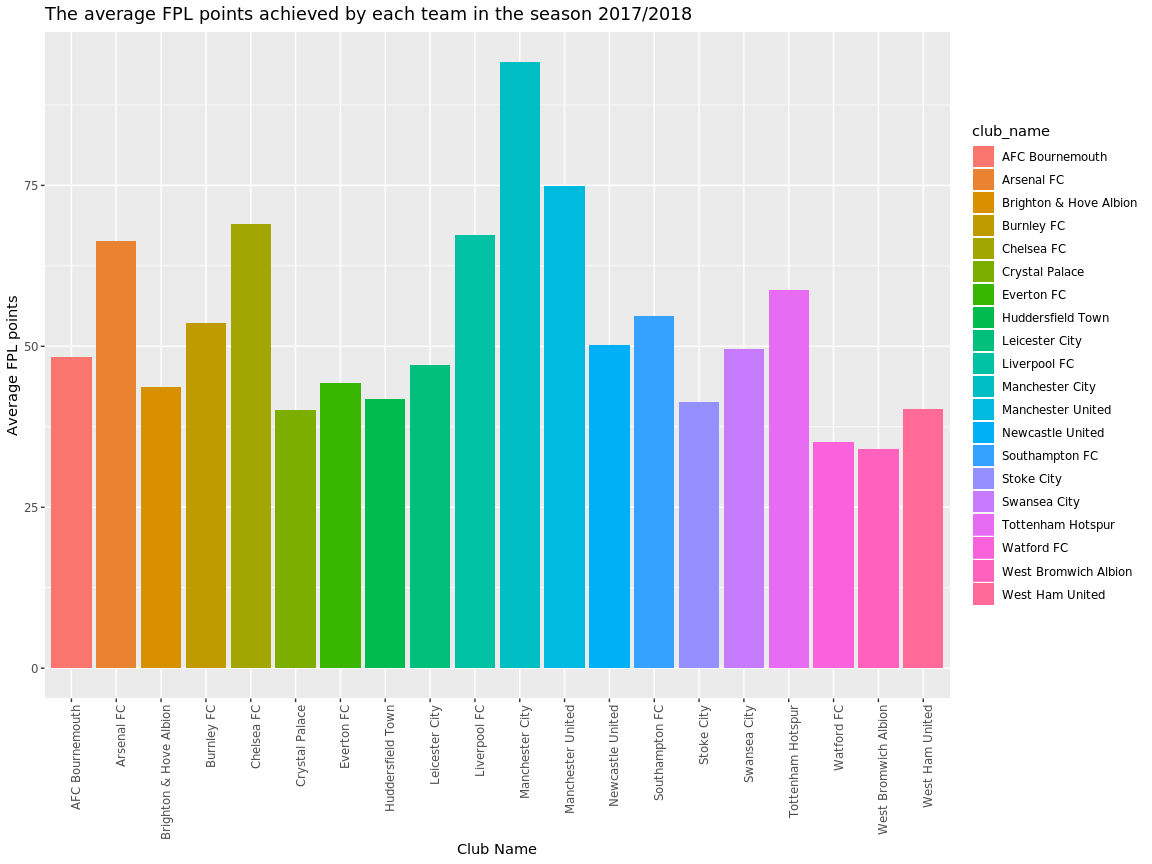 The average FPL points achieved by each team in the season 2017/2018
Average FPL points
75
50
25
0
AFC Bournemouth
Arsenal FC
Brighton & Hove Albion
Burnley FC
Chelsea FC
Crystal Palace
Everton FC
Huddersfield Town
Leicester City
Liverpool FC
Manchester City
Manchester United
Newcastle United
Southampton FC
Stoke City
Swansea City
Tottenham Hotspur
Watford FC
West Bromwich Albion
West Ham United
Club Name
club_name
AFC Bournemouth
Arsenal FC
Brighton & Hove Albion
Burnley FC
Chelsea FC
Crystal Palace
Everton FC
Huddersfield Town
Leicester City
Liverpool FC
Manchester City
Manchester United
Newcastle United
Southampton FC
Stoke City
Swansea City
Tottenham Hotspur
Watford FC
West Bromwich Albion
West Ham United